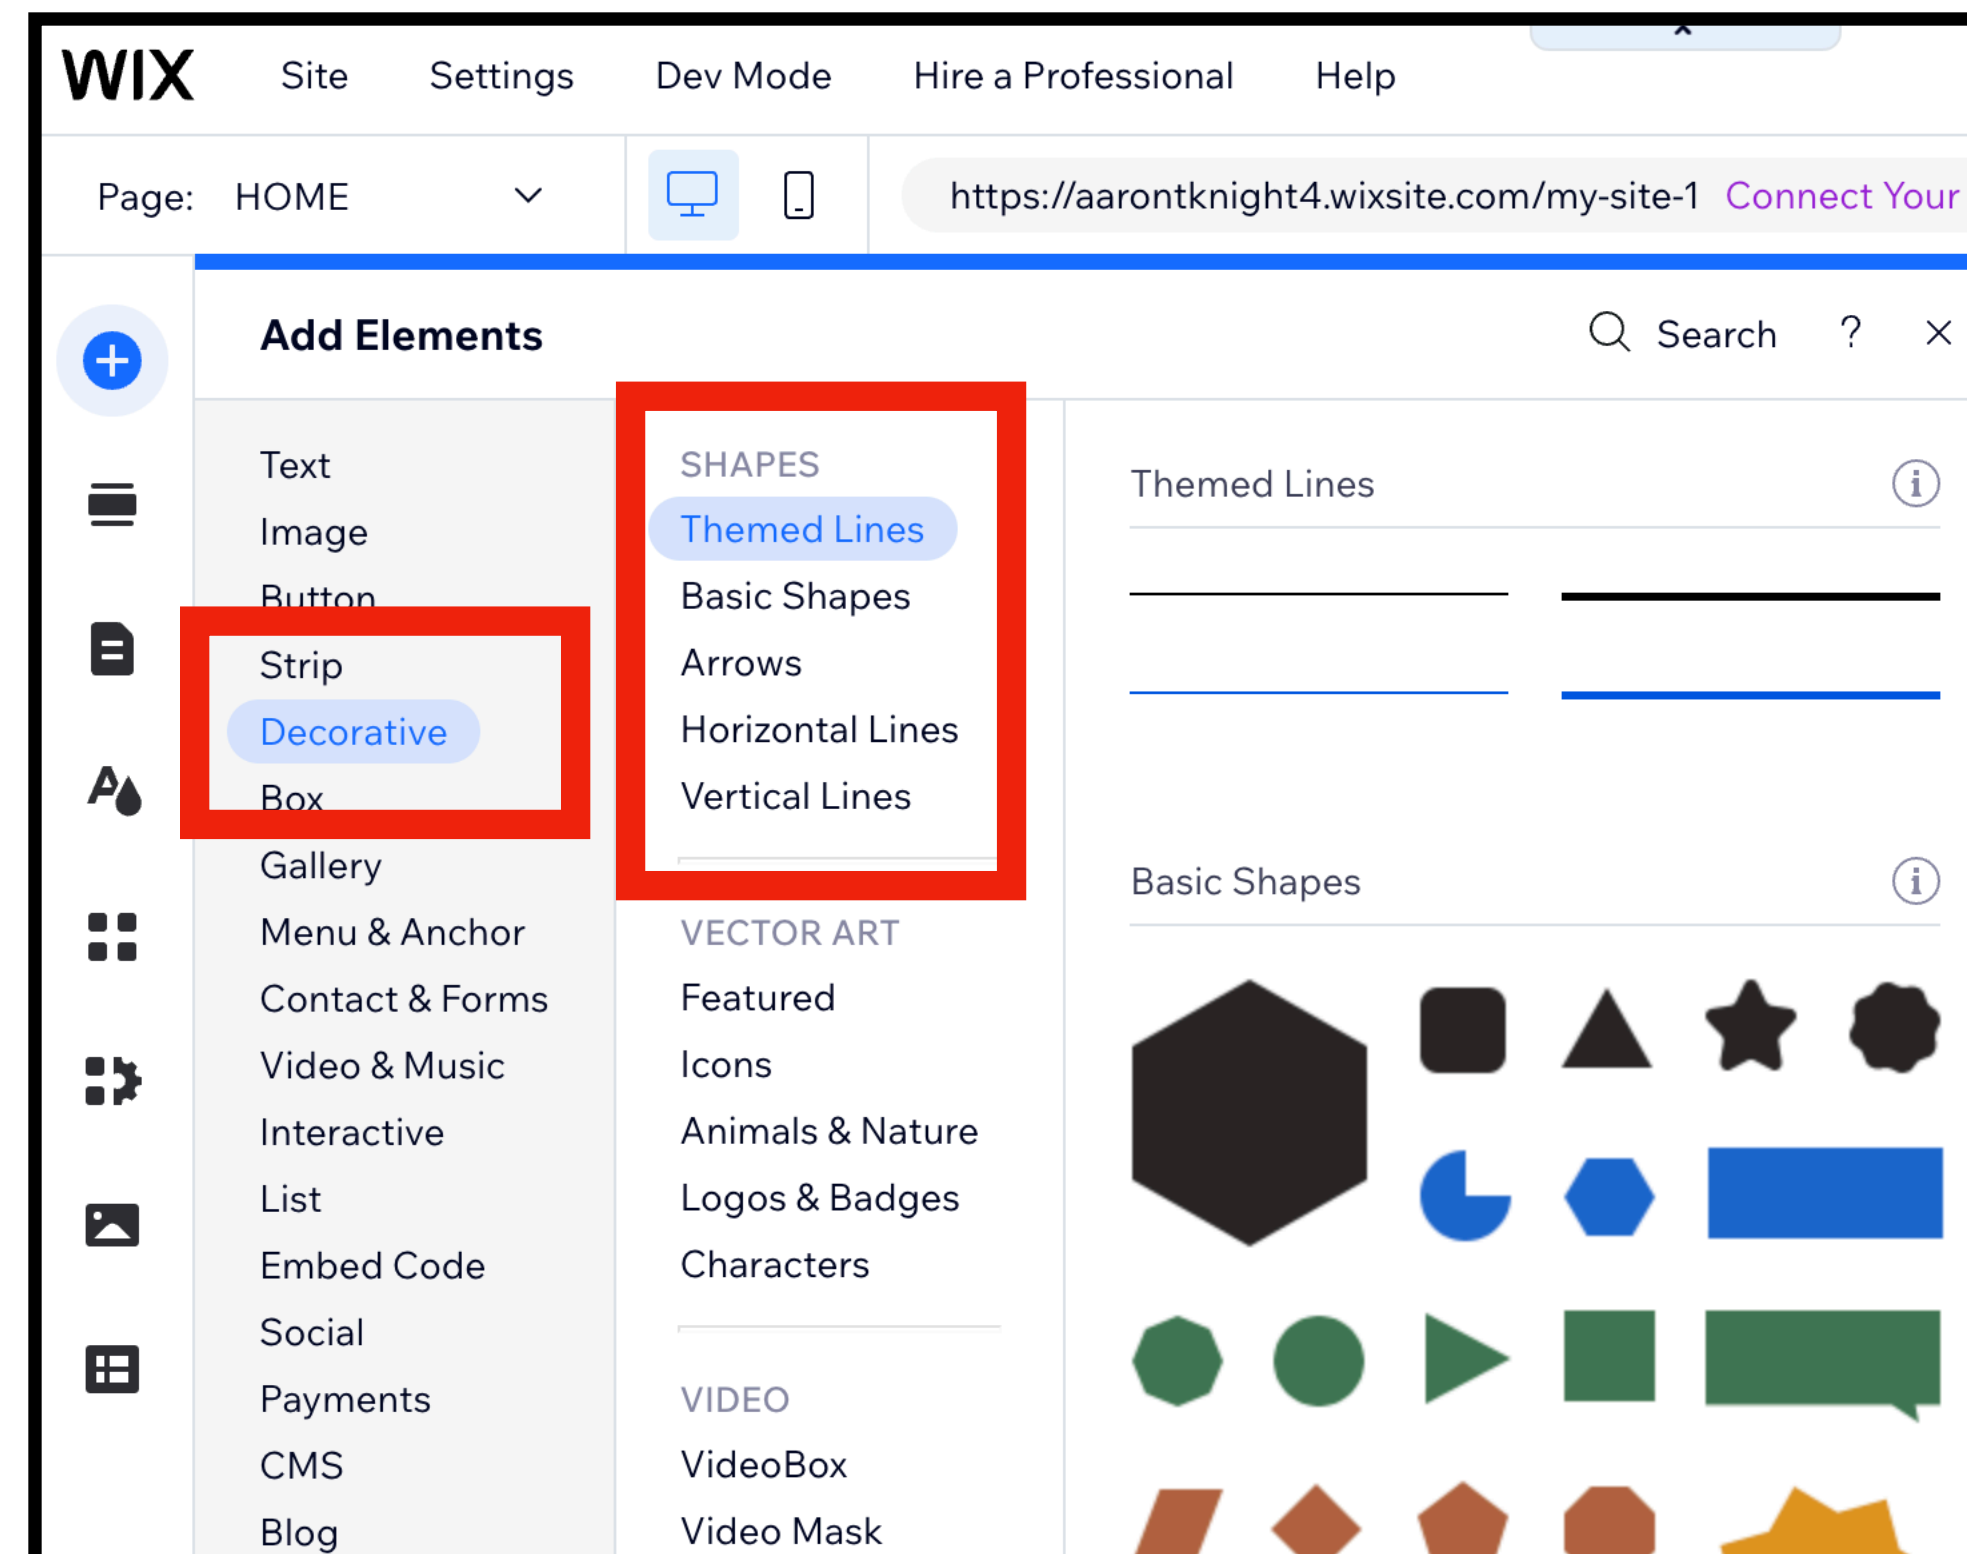 WIX Site Settings Dev Mode Hire a Professional Help
Page: HOME https://aarontknight4.wixsite.com/my-site-1 Connect Your
Add Elements Search ? ×
Text
Image
Button
Strip
Decorative
Box
Gallery
Menu & Anchor
Contact & Forms
Video & Music
Interactive
List
Embed Code
Social
Payments
CMS
Blog
SHAPES
Themed Lines
Basic Shapes
Arrows
Horizontal Lines
Vertical Lines
VECTOR ART
Featured
Icons
Animals & Nature
Logos & Badges
Characters
VIDEO
VideoBox
Video Mask
Themed Lines
Basic Shapes